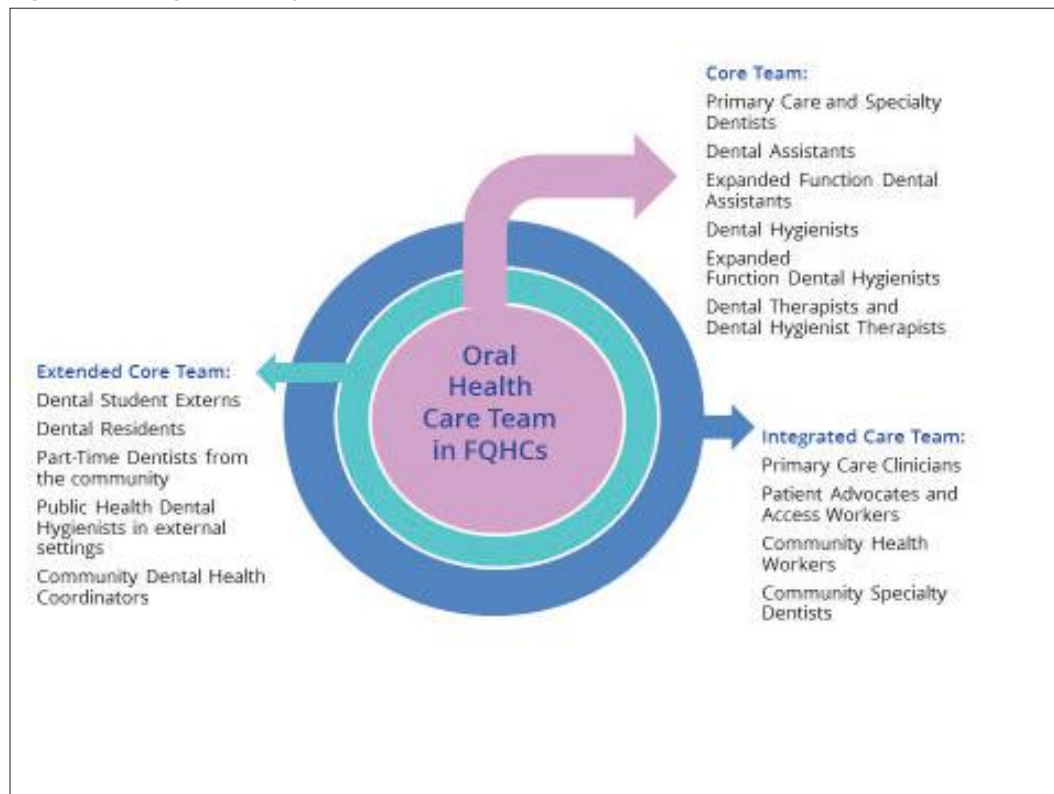 Core Team:
Primary Care and Specialty
Dentists
Dental Assistants
Expanded Function Dental
Assistants
Dental Hygienists
Expanded
Function Dental Hygienists
Dental Therapists and
Dental Hygienist Therapists
Oral
Health
Care Team
in FQHCs
Extended Core Team:
Dental Student Externs
Dental Residents
Part-Time Dentists from
the community
Public Health Dental
Hygienists in external
settings
Community Dental Health
Coordinators
Integrated Care Team:
Primary Care Clinicians
Patient Advocates and
Access Workers
Community Health
Workers
Community Specialty
Dentists